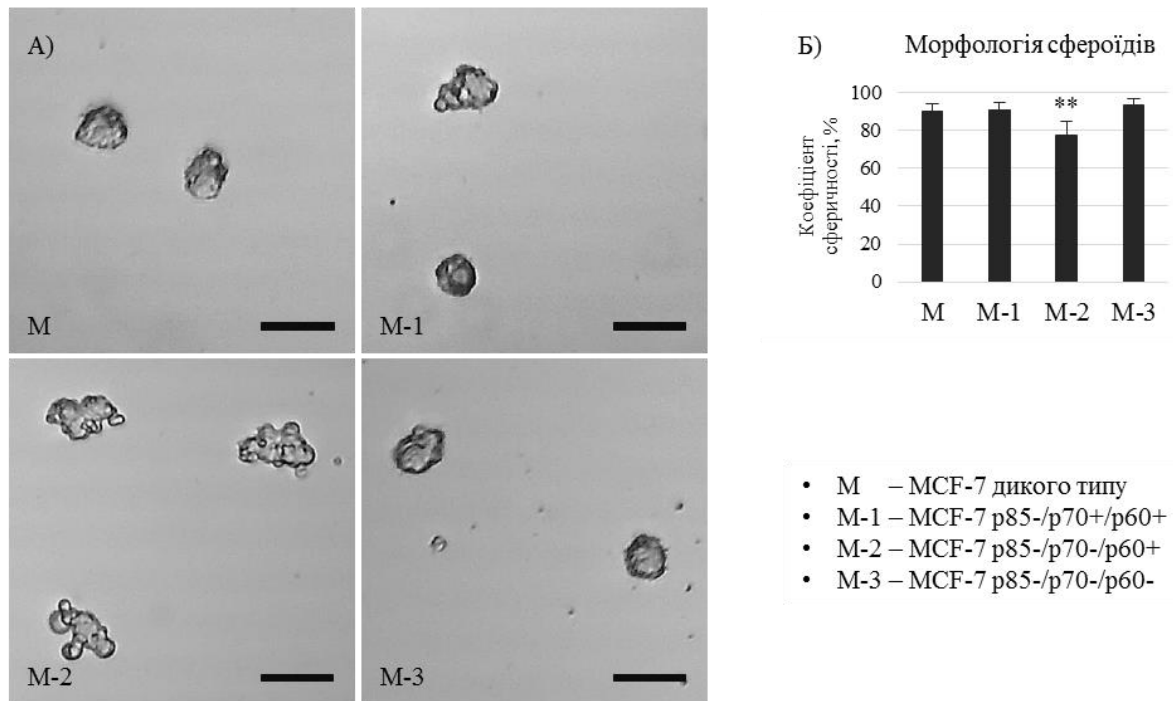 А)
М
М-1
М-2
М-3
Б)
Морфологія сфероїдів
Коефіцієнт
сферичності, %
100
80
60
40
20
0
**
М
М-1
М-2
М-3
• М – MCF-7 дикого типу
• М-1 – MCF-7 p85-/p70+/p60+
• М-2 – MCF-7 p85-/p70-/p60+
• М-3 – MCF-7 p85-/p70-/p60-